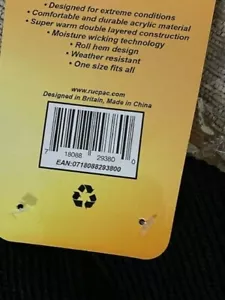 • Designed for extreme conditions
• Comfortable and durable acrylic material
• Super warm double layered construction
• Moisture wicking technology
• Roll hem design
• Weather resistant
• One size fits all
www.rucpac.com
Designed in Britain, Made in China
7 18088 29380 0
EAN:0718088293800